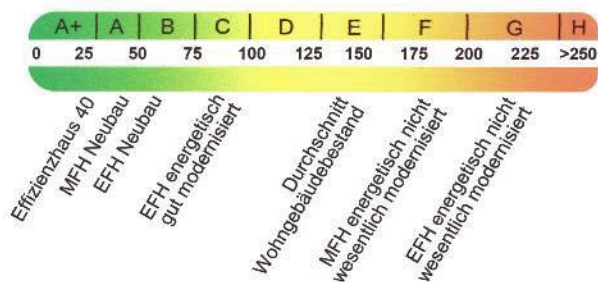 A+ A B C D E F G H
0 25 50 75 100 125 150 175 200 225 >250
Effizienzhaus 40
MFH Neubau
EFH Neubau
EFH energetisch
gut modernisiert
Durchschnitt
Wohngebäudebestand
MFH energetisch nicht
wesentlich modernisiert
EFH energetisch nicht
wesentlich modernisiert